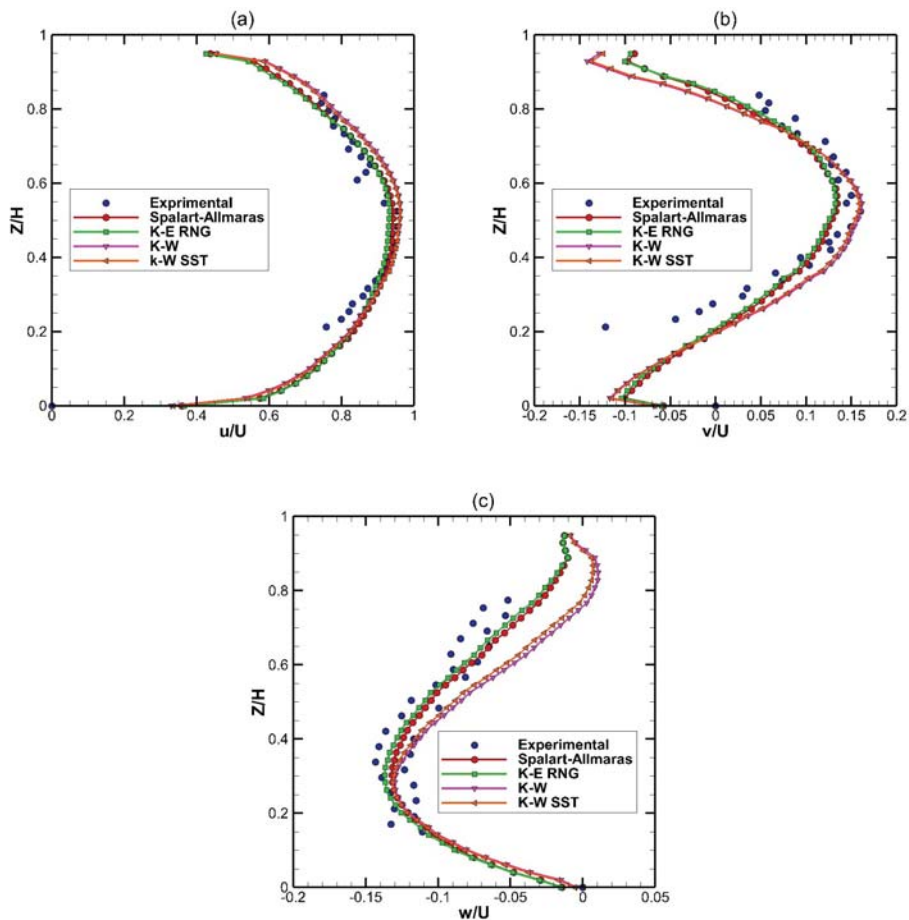 (a)
1
0.8
0.6
0.4
0.2
0
Z/H
Exprimental
Spalart-Allmaras
K-E RNG
K-W
k-W SST
0 0.2 0.4 0.6 0.8 1
u/U
(b)
1
0.8
0.6
0.4
0.2
0
Z/H
Experimental
Spalart-Allmaras
K-E RNG
K-W
K-W SST
-0.2 -0.15 -0.1 -0.05 0 0.05 0.1 0.15 0.2
v/U
(c)
1
0.8
0.6
0.4
0.2
0
Z/H
Experimental
Spalart-Allmaras
K-E RNG
K-W
K-W SST
-0.2 -0.15 -0.1 -0.05 0 0.05
w/U